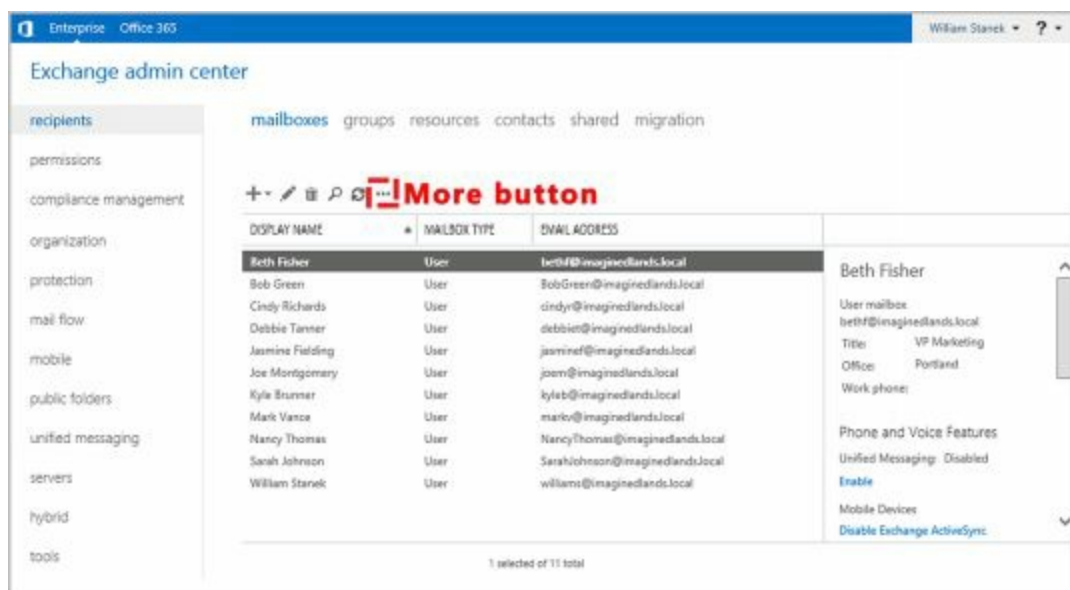 Enterprise Office 365 William Stanek ?
Exchange admin center
recipients
permissions
compliance management
organization
protection
mail flow
mobile
public folders
unified messaging
servers
hybrid
tools
mailboxes groups resources contacts shared migration
More button
DISPLAY NAME MAILBOX TYPE EMAIL ADDRESS
Beth Fisher User bethf@imaginedlands.local
Bob Green User BobGreen@imaginedlands.local
Cindy Richards User cindyr@imaginedlands.local
Debbie Tanner User debbiet@imaginedlands.local
Jasmine Fielding User jasminef@imaginedlands.local
Joe Montgomery User joem@imaginedlands.local
Kyle Brunner User kyleb@imaginedlands.local
Mark Vance User markv@imaginedlands.local
Nancy Thomas User NancyThomas@imaginedlands.local
Sarah Johnson User SarahJohnson@imaginedlands.local
William Stanek User williams@imaginedlands.local
1 selected of 11 total
Beth Fisher
User mailbox
bethf@imaginedlands.local
Title: VP Marketing
Office: Portland
Work phone:
Phone and Voice Features
Unified Messaging: Disabled
Enable
Mobile Devices
Disable Exchange ActiveSync